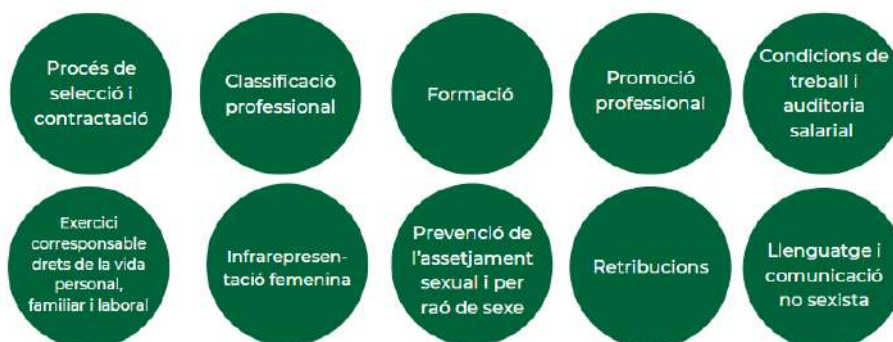 Procés de
selecció i
contractació
Classificació
professional
Formació
Promoció
professional
Condicions de
treball i
auditoria
salarial
Exercici
corresponsable
drets de la vida
personal,
familiar i laboral
Infrarepresen-
tació femenina
Prevenció de
l'assetjament
sexual i per
raó de sexe
Retribucions
Llenguatge i
comunicació
no sexista